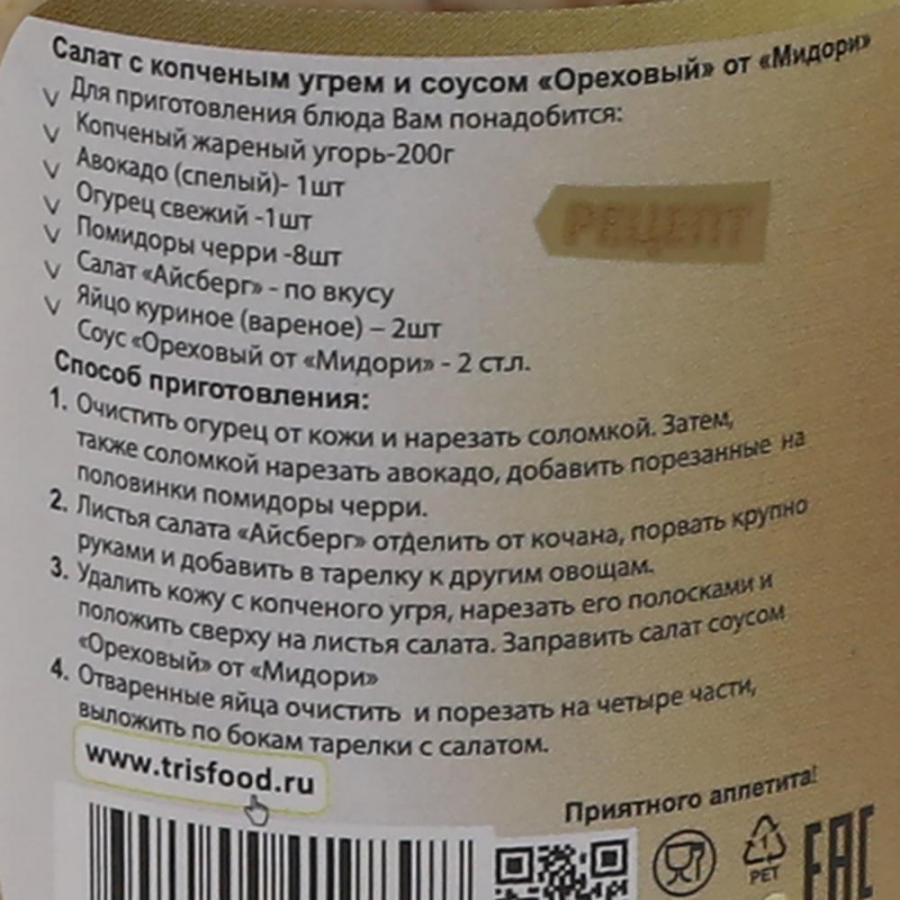 Салат с копченым угрем и соусом «Ореховый» от «Мидори»
Для приготовления блюда Вам понадобится:
Копченый жареный угорь-200г
Авокадо (спелый)- 1шт
Огурец свежий -1шт
Помидоры черри -8шт
Салат «Айсберг» - по вкусу
Яйцо куриное (вареное) – 2шт
Соус «Ореховый от «Мидори» - 2 ст.л.
РЕЦЕПТ
Способ приготовления:
1. Очистить огурец от кожи и нарезать соломкой. Затем,
также соломкой нарезать авокадо, добавить порезанные на
половинки помидоры черри.
2. Листья салата «Айсберг» отделить от кочана, порвать крупно
руками и добавить в тарелку к другим овощам.
3. Удалить кожу с копченого угря, нарезать его полосками и
положить сверху на листья салата. Заправить салат соусом
«Ореховый» от «Мидори»
4. Отваренные яйца очистить и порезать на четыре части,
выложить по бокам тарелки с салатом.
www.trisfood.ru
Приятного аппетита!
1
PET
EAC